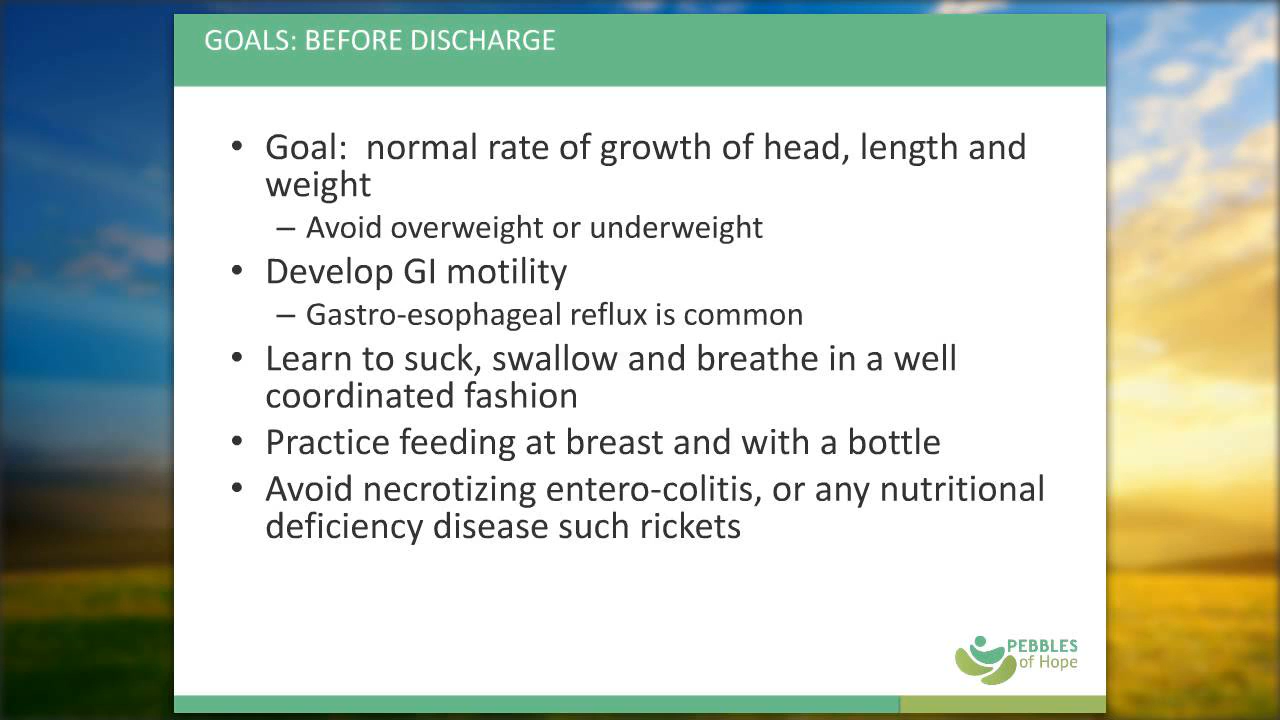 GOALS: BEFORE DISCHARGE
• Goal:  normal rate of growth of head, length and
weight
– Avoid overweight or underweight
• Develop GI motility
– Gastro-esophageal reflux is common
• Learn to suck, swallow and breathe in a well
coordinated fashion
• Practice feeding at breast and with a bottle
• Avoid necrotizing entero-colitis, or any nutritional
deficiency disease such rickets
PEBBLES
of Hope